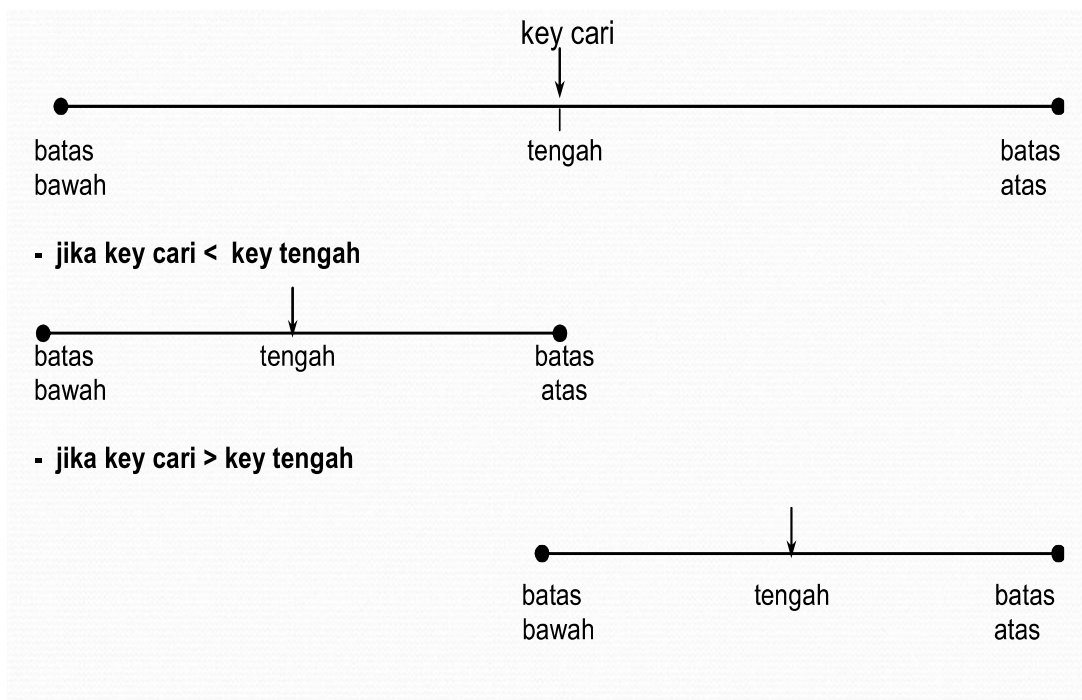 key cari
batas
bawah
tengah
batas
atas
- jika key cari < key tengah
batas
bawah
tengah
batas
atas
- jika key cari > key tengah
batas
bawah
tengah
batas
atas